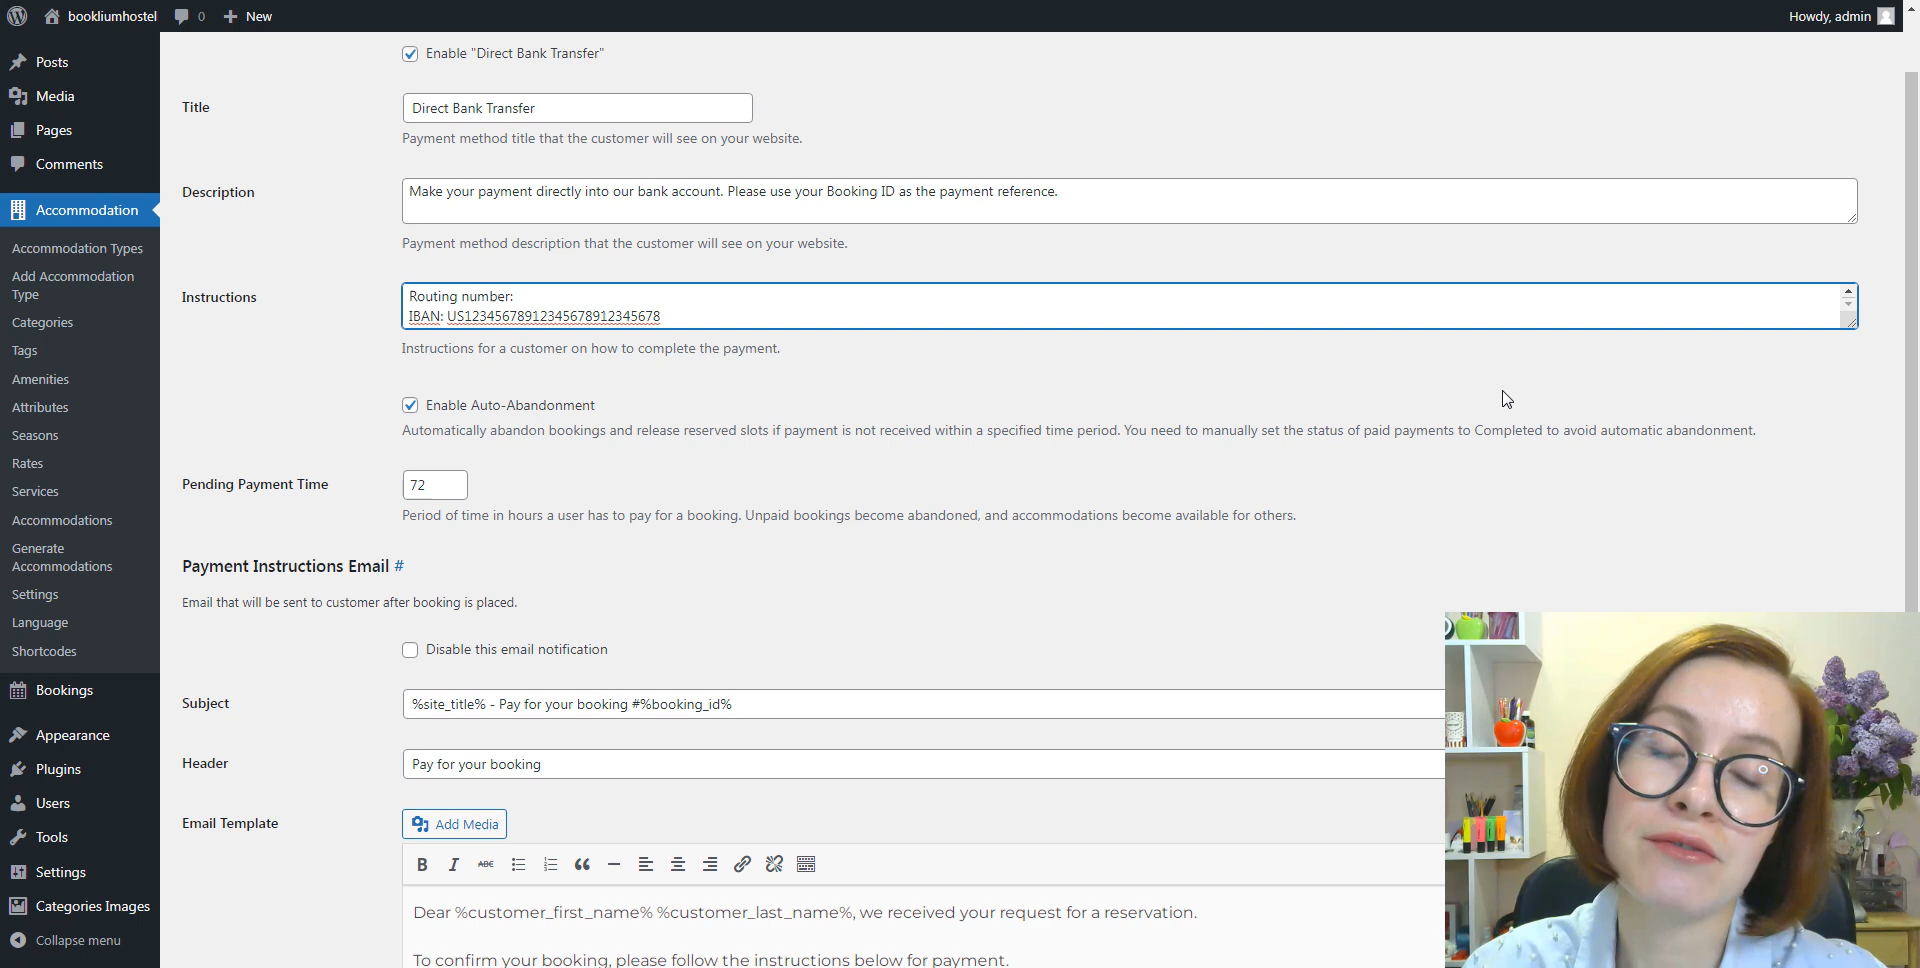 bookliumhostel
0
New
Howdy, admin
Posts
Media
Pages
Comments
Accommodation
Accommodation Types
Add Accommodation
Type
Categories
Tags
Amenities
Attributes
Seasons
Rates
Services
Accommodations
Generate
Accommodations
Settings
Language
Shortcodes
Bookings
Appearance
Plugins
Users
Tools
Settings
Categories Images
Collapse menu
Enable "Direct Bank Transfer"
Title
Direct Bank Transfer
Payment method title that the customer will see on your website.
Description
Make your payment directly into our bank account. Please use your Booking ID as the payment reference.
Payment method description that the customer will see on your website.
Instructions
Routing number:
IBAN: US12345678912345678912345678
Instructions for a customer on how to complete the payment.
Enable Auto-Abandonment
Automatically abandon bookings and release reserved slots if payment is not received within a specified time period. You need to manually set the status of paid payments to Completed to avoid automatic abandonment.
Pending Payment Time
72
Period of time in hours a user has to pay for a booking. Unpaid bookings become abandoned, and accommodations become available for others.
Payment Instructions Email #
Email that will be sent to customer after booking is placed.
Disable this email notification
Subject
%site_title% - Pay for your booking #%booking_id%
Header
Pay for your booking
Email Template
Add Media
B I ABC
Dear %customer_first_name% %customer_last_name%, we received your request for a reservation.
To confirm your booking, please follow the instructions below for payment.